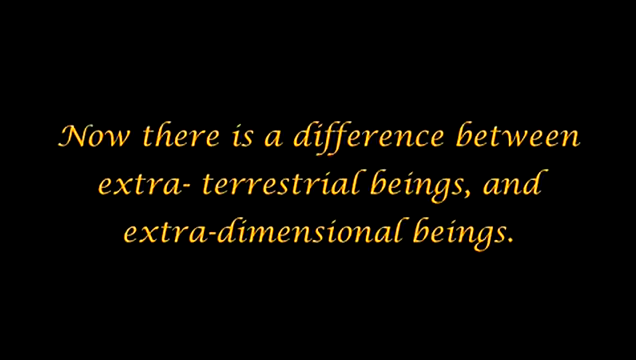 Now there is a difference between
extra- terrestrial beings, and
extra-dimensional beings.